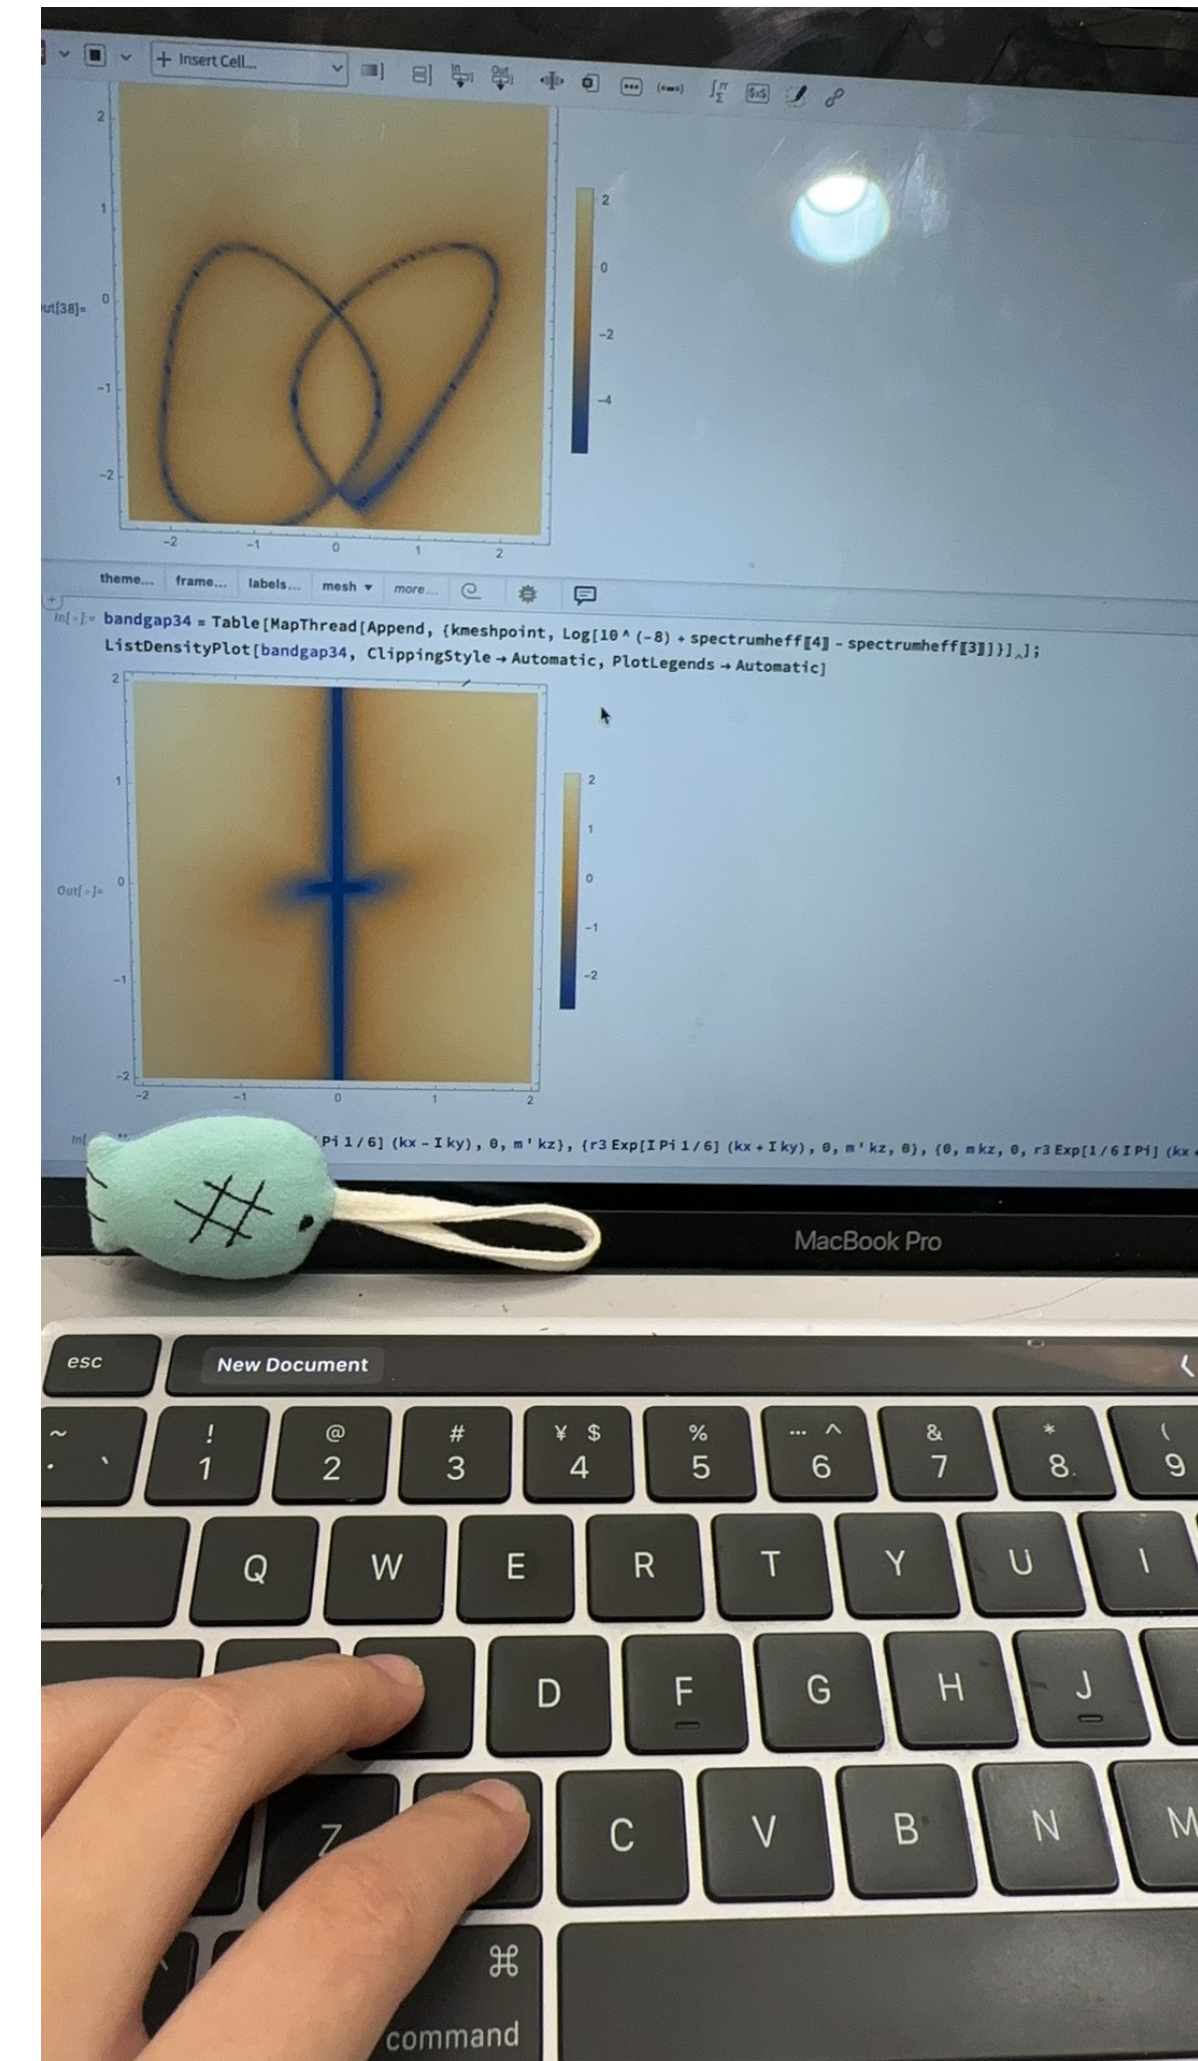 + Insert Cell...
2
1
0
-1
-2
-2 -1 0 1 2
2
0
-2
-4
ut[38]=
theme... frame... labels... mesh more...
In[-]:= bandgap34 = Table[MapThread[Append, {kmeshpoint, Log[10^(-8) + spectrumheff[[4]] - spectrumheff[[3]]]}],];
ListDensityPlot[bandgap34, ClippingStyle → Automatic, PlotLegends → Automatic]
2
1
0
-1
-2
-2 -1 0 1 2
2
1
0
-1
-2
Out[-]=
In[
Pi 1/6] (kx - I ky), 0, m' kz}, {r3 Exp[I Pi 1/6] (kx + I ky), 0, m' kz, 0}, {0, m kz, 0, r3 Exp[1/6 I Pi] (kx
MacBook Pro
esc New Document
~ ! @ # ¥ $ % ... ^ & * (
· ` 1 2 3 4 5 6 7 8 9
Q W E R T Y U I
D F G H J
Z C V B N M
⌘
command